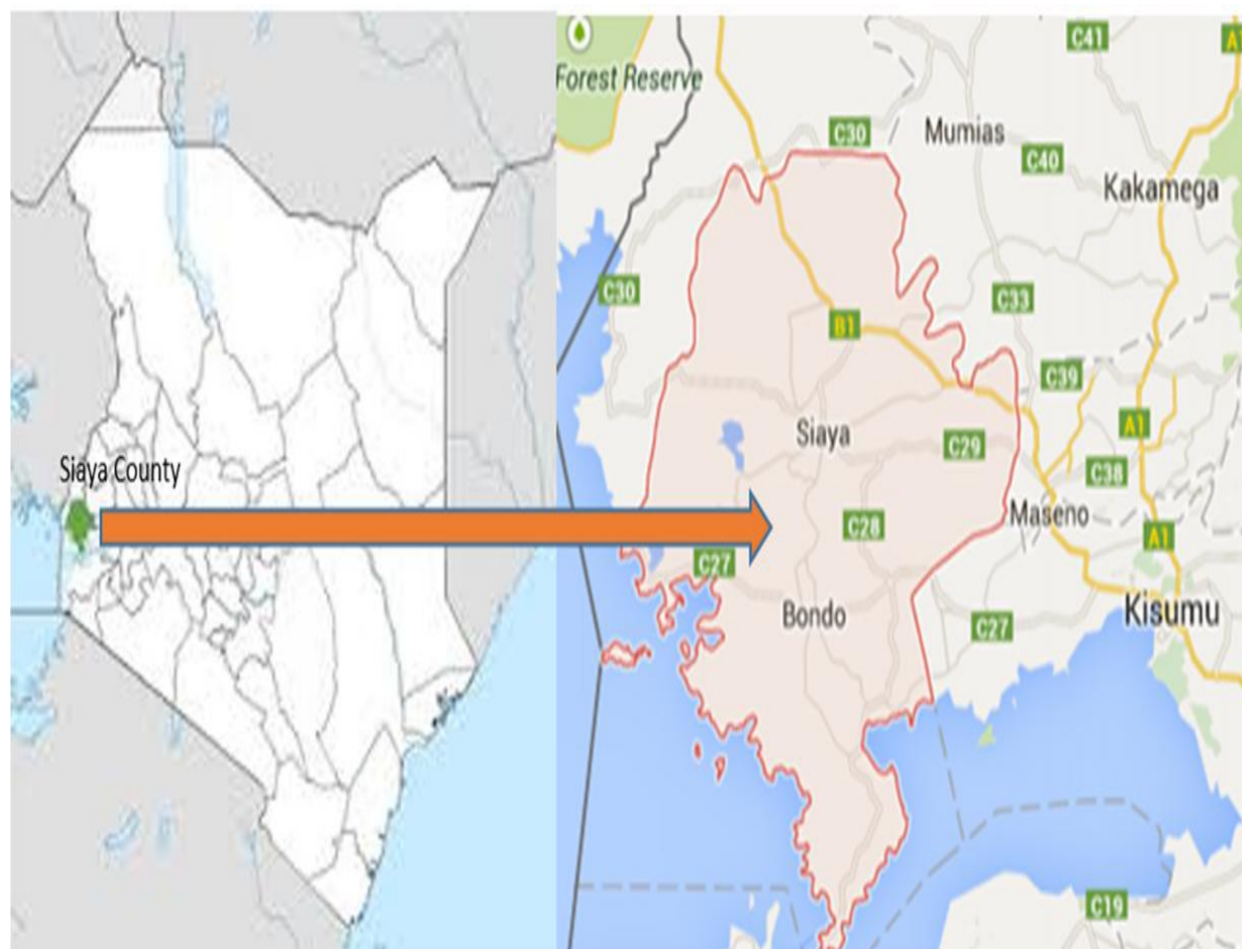 Siaya County
Forest Reserve
C41
A1
C30
Mumias
C40
Kakamega
C30
C33
B1
C39
Siaya
C29
A1
C38
Maseno
C28
A1
C27
Bondo
C27
Kisumu
C19